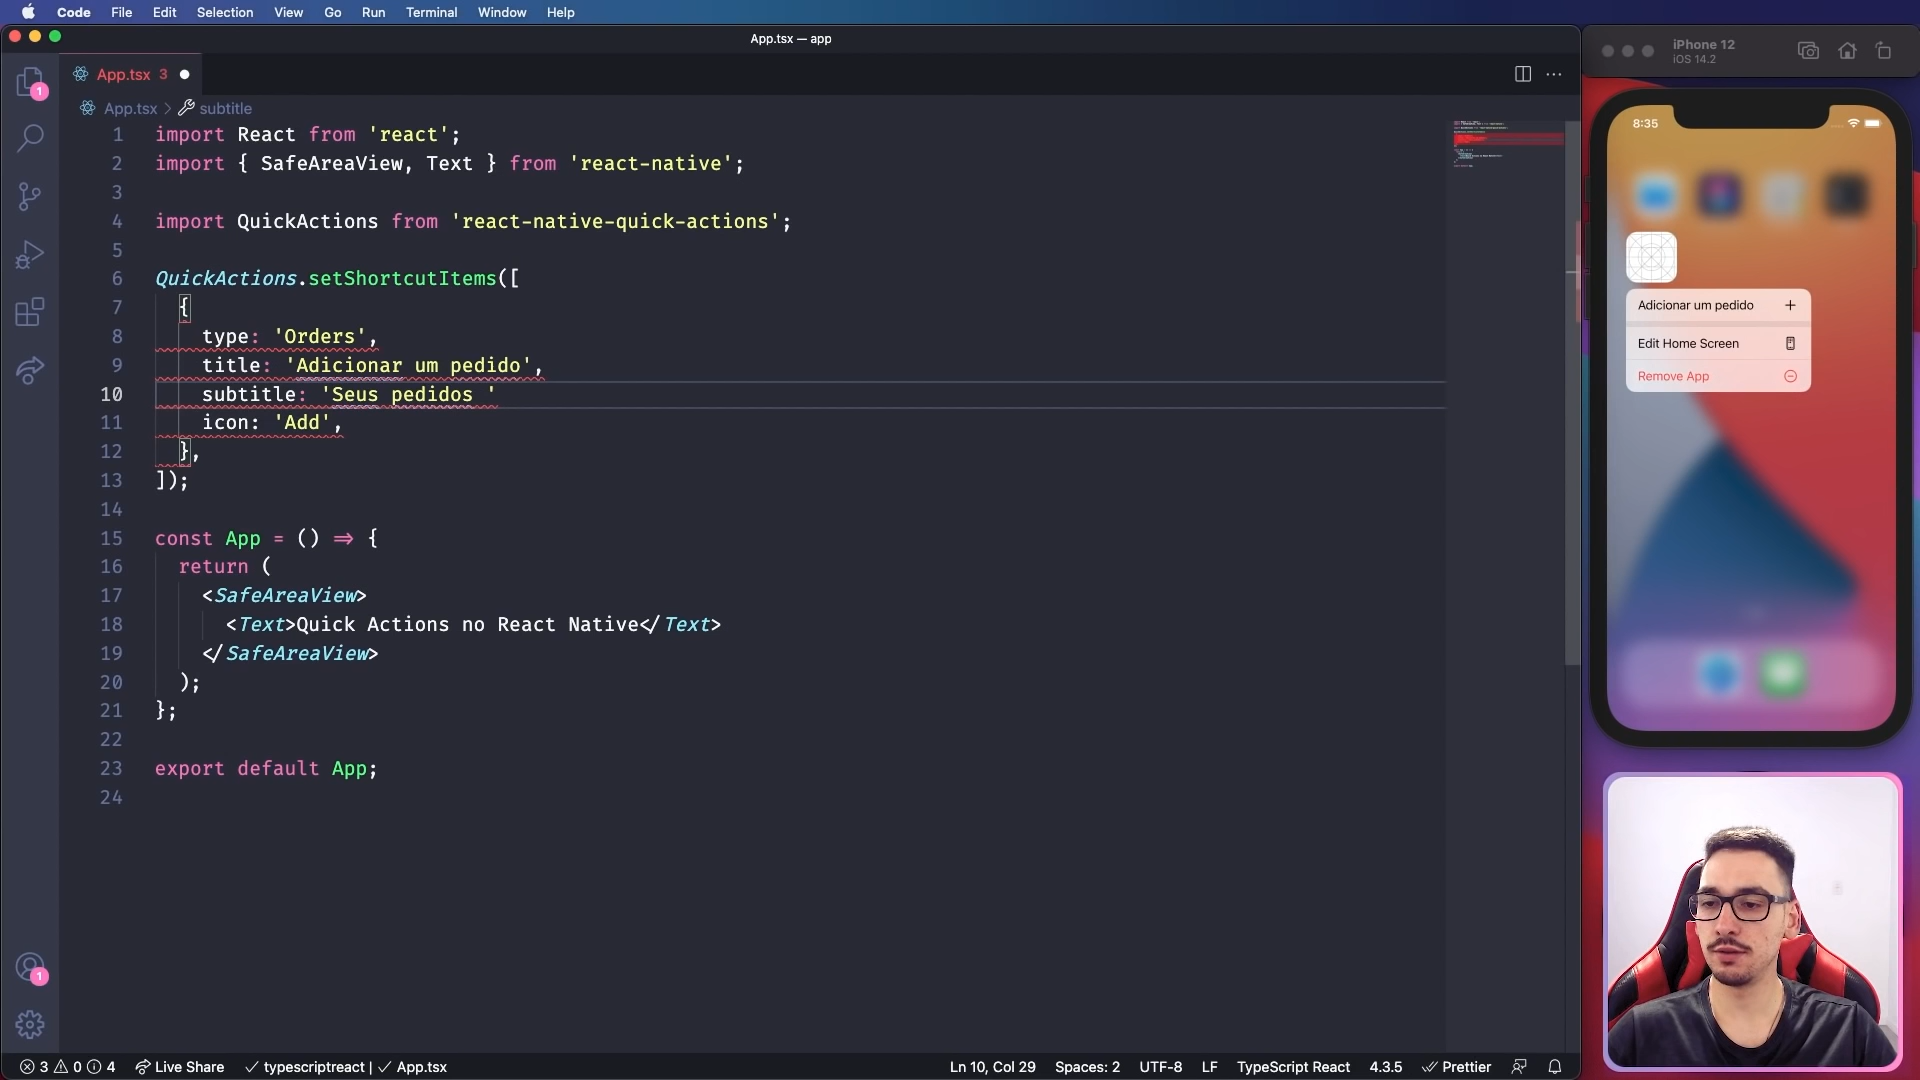 Code File Edit Selection View Go Run Terminal Window Help
App.tsx — app
App.tsx 3
App.tsx > subtitle
1 import React from 'react';
2 import { SafeAreaView, Text } from 'react-native';
3
4 import QuickActions from 'react-native-quick-actions';
5
6 QuickActions.setShortcutItems([
7 {
8 type: 'Orders',
9 title: 'Adicionar um pedido',
10 subtitle: 'Seus pedidos '
11 icon: 'Add',
12 },
13 ]);
14
15 const App = () => {
16 return (
17 <SafeAreaView>
18 <Text>Quick Actions no React Native</Text>
19 </SafeAreaView>
20 );
21 };
22
23 export default App;
24
1
1
3 0 4 Live Share typescriptreact | App.tsx Ln 10, Col 29 Spaces: 2 UTF-8 LF TypeScript React 4.3.5 Prettier
iPhone 12
iOS 14.2
8:35
Adicionar um pedido
Edit Home Screen
Remove App